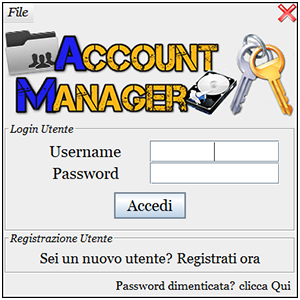 File
ACCOUNT
MANAGER
Login Utente
Username
Password
Accedi
Registrazione Utente
Sei un nuovo utente? Registrati ora
Password dimenticata? clicca Qui